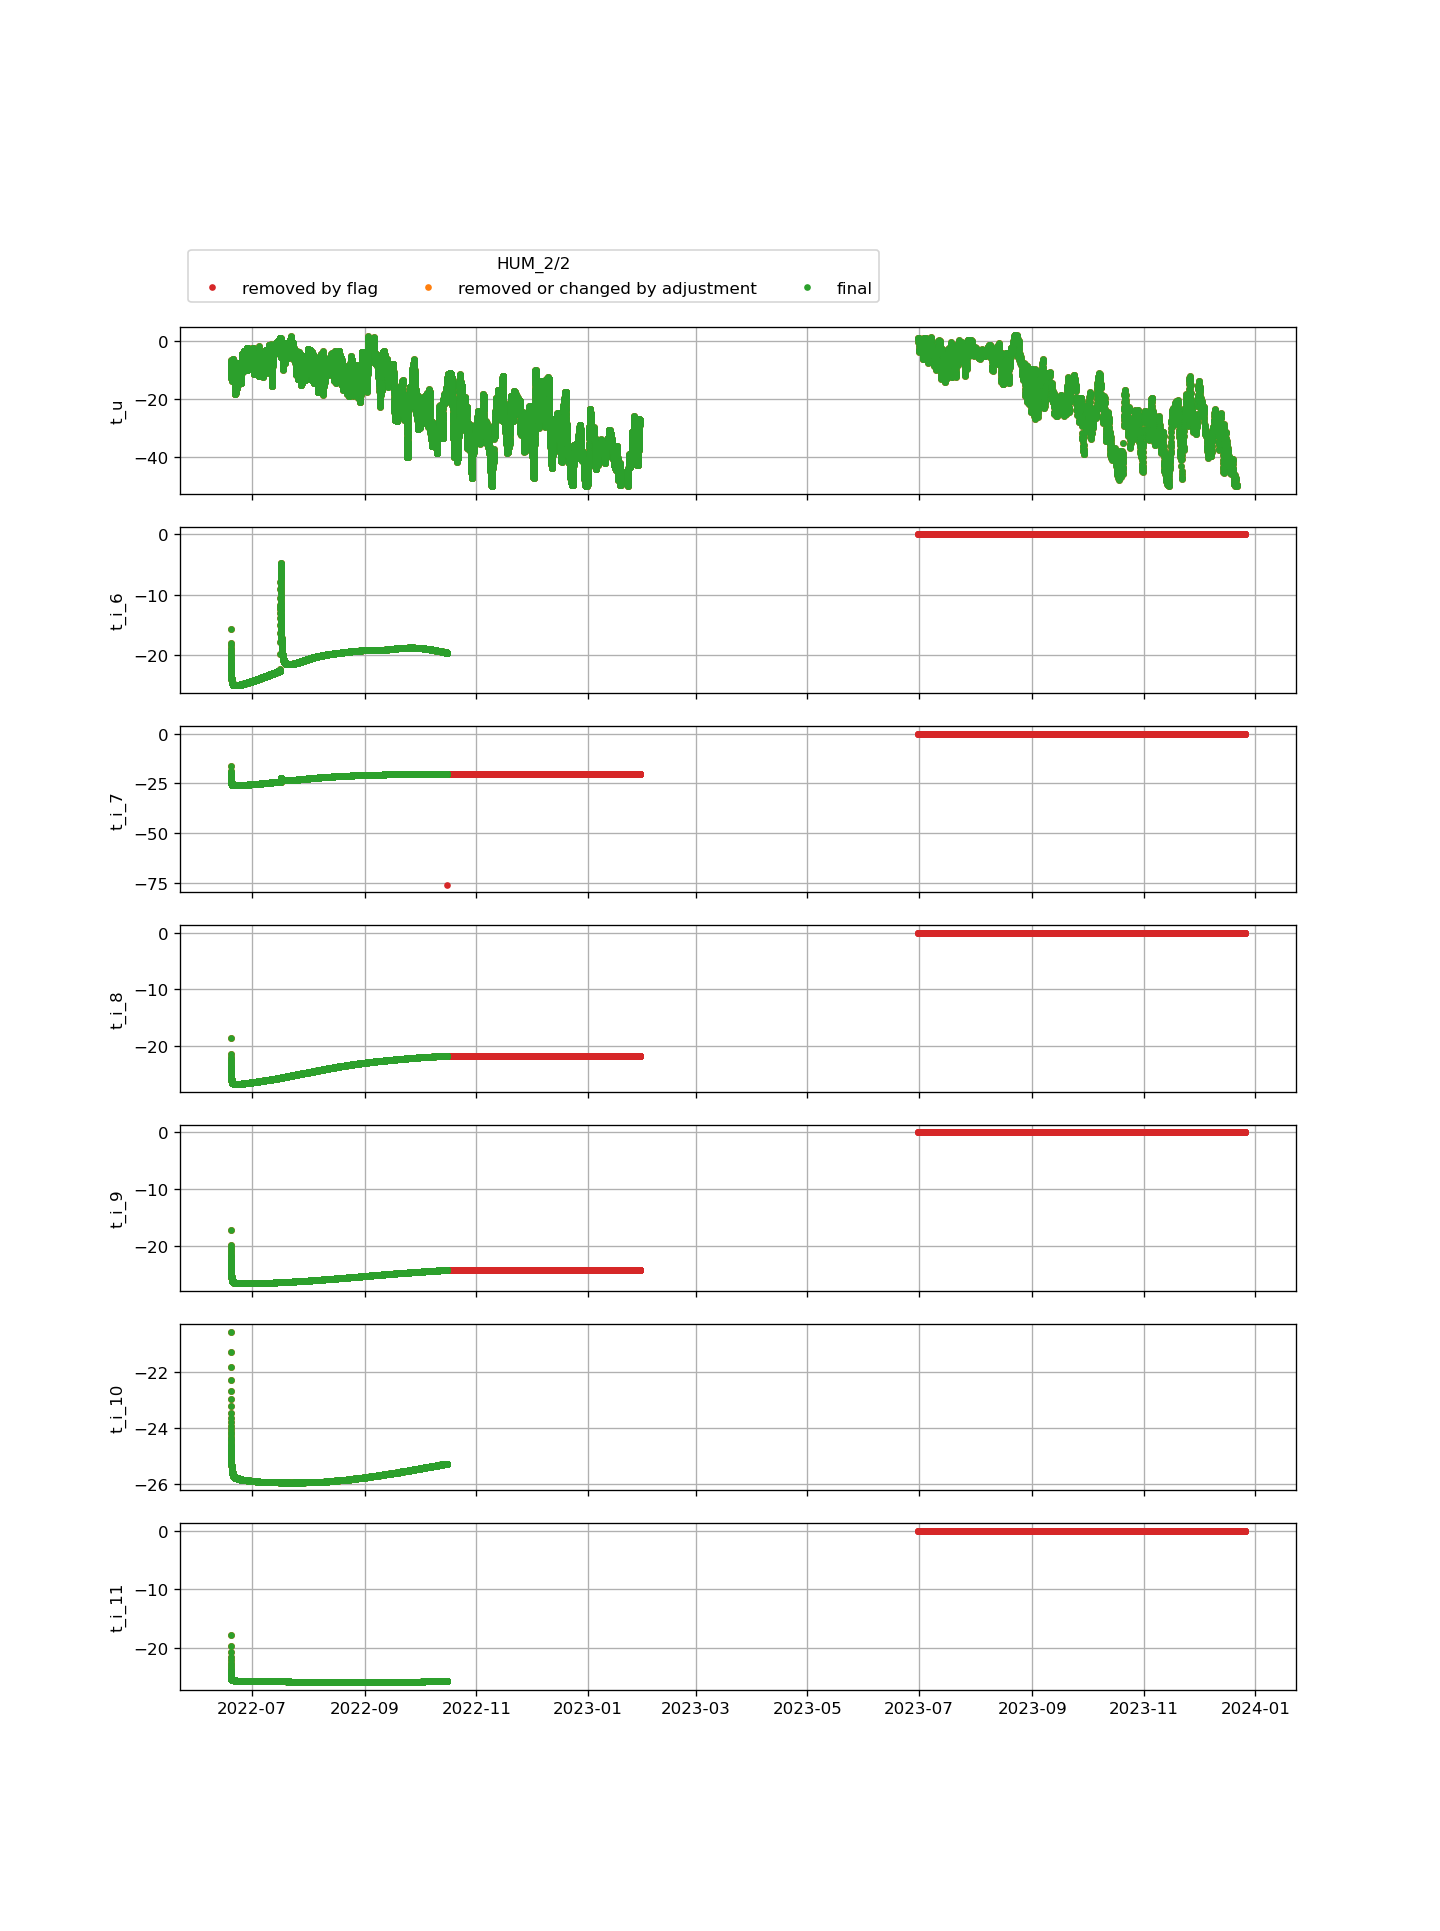 HUM_2/2
removed by flag removed or changed by adjustment final
0
−20
−40
t_u
0
−10
−20
t_i_6
0
−25
−50
−75
t_i_7
0
−10
−20
t_i_8
0
−10
−20
t_i_9
−22
−24
−26
t_i_10
0
−10
−20
t_i_11
2022-07 2022-09 2022-11 2023-01 2023-03 2023-05 2023-07 2023-09 2023-11 2024-01